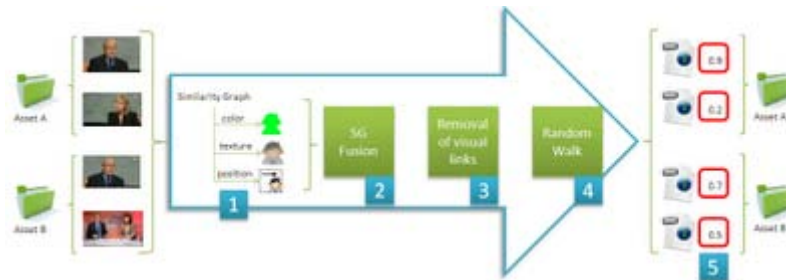 Asset A
Asset B
Similarity Graph
color
texture
position
1
SG
Fusion
2
Removal
of visual
links
3
Random
Walk
4
0.9
0.2
0.7
0.5
5
Asset A
Asset B